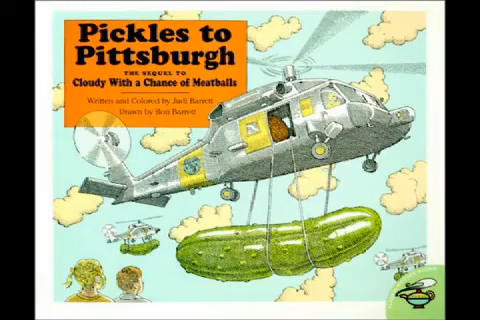 Pickles to
Pittsburgh
THE SEQUEL TO
Cloudy With a Chance of Meatballs
Written and Colored by Judi Barrett
Drawn by Ron Barrett